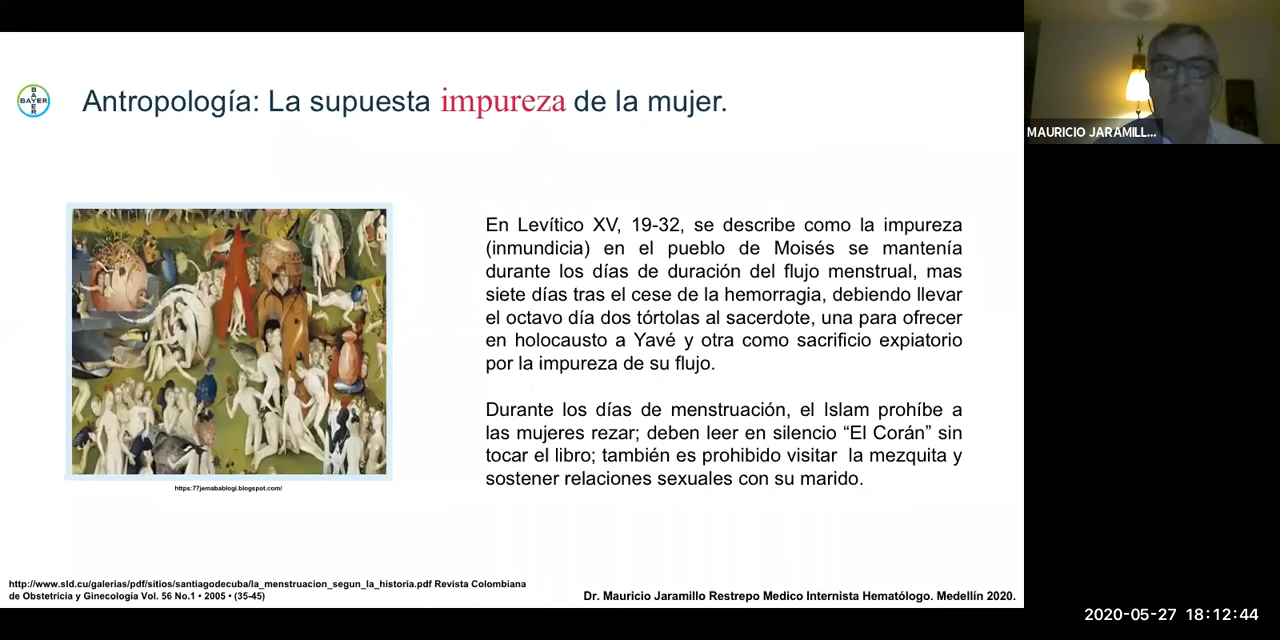 BAYER
BAYER
Antropología: La supuesta impureza de la mujer.
MAURICIO JARAMILL...
En Levítico XV, 19-32, se describe como la impureza
(inmundicia) en el pueblo de Moisés se mantenía
durante los días de duración del flujo menstrual, mas
siete días tras el cese de la hemorragia, debiendo llevar
el octavo día dos tórtolas al sacerdote, una para ofrecer
en holocausto a Yavé y otra como sacrificio expiatorio
por la impureza de su flujo.
Durante los días de menstruación, el Islam prohíbe a
las mujeres rezar; deben leer en silencio “El Corán” sin
tocar el libro; también es prohibido visitar la mezquita y
sostener relaciones sexuales con su marido.
https:77jemabablogi.blogspot.com/
http://www.sld.cu/galerias/pdf/sitios/santiagodecuba/la_menstruacion_segun_la_historia.pdf Revista Colombiana
de Obstetricia y Ginecología Vol. 56 No.1 • 2005 • (35-45)
Dr. Mauricio Jaramillo Restrepo Medico Internista Hematólogo. Medellín 2020.
2020-05-27 18:12:44